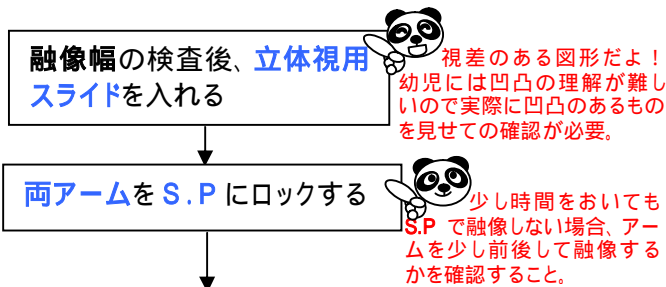 融像幅の検査後、立体視用
スライドを入れる
視差のある図形だよ！
幼児には凹凸の理解が難し
いので実際に凹凸のあるもの
を見せての確認が必要。
両アームをS.Pにロックする
少し時間をおいても
S.Pで融像しない場合、アー
ムを少し前後して融像する
かを確認すること。